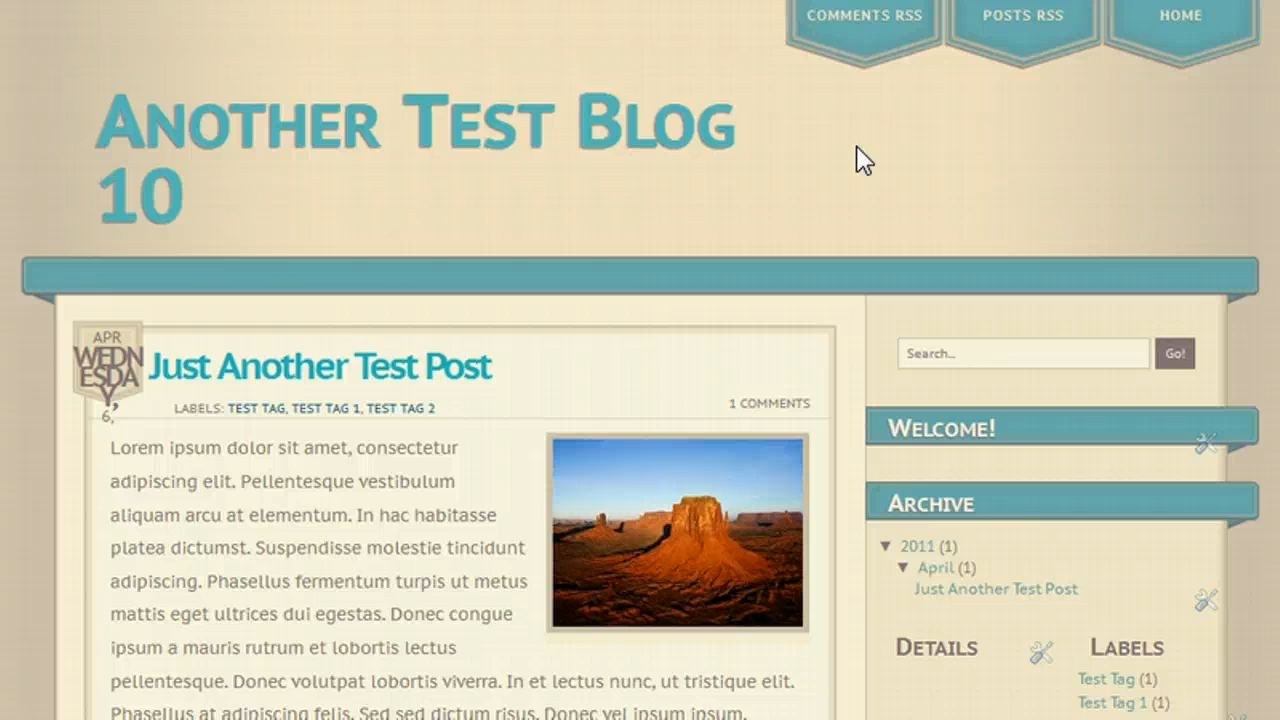 COMMENTS RSS
POSTS RSS
HOME
ANOTHER TEST BLOG
10
APR
WEDN
ESDA
Y,
6,
Just Another Test Post
LABELS: TEST TAG, TEST TAG 1, TEST TAG 2
1 COMMENTS
Lorem ipsum dolor sit amet, consectetur
adipiscing elit. Pellentesque vestibulum
aliquam arcu at elementum. In hac habitasse
platea dictumst. Suspendisse molestie tincidunt
adipiscing. Phasellus fermentum turpis ut metus
mattis eget ultrices dui egestas. Donec congue
ipsum a mauris rutrum et lobortis lectus
pellentesque. Donec volutpat lobortis viverra. In et lectus nunc, ut tristique elit.
Phasellus at adipiscing felis. Sed sed dictum risus. Donec vel ipsum ipsum.
Search...
Go!
WELCOME!
ARCHIVE
▼ 2011 (1)
▼ April (1)
Just Another Test Post
DETAILS
LABELS
Test Tag (1)
Test Tag 1 (1)